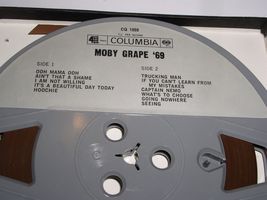 CQ 1090
4 COLUMBIA
MOBY GRAPE '69
SIDE 1
OOH MAMA OOH
AIN'T THAT A SHAME
I AM NOT WILLING
IT'S A BEAUTIFUL DAY TODAY
HOOCHIE
SIDE 2
TRUCKING MAN
IF YOU CAN'T LEARN FROM
MY MISTAKES
CAPTAIN NEMO
WHAT'S TO CHOOSE
GOING NOWHERE
SEEING